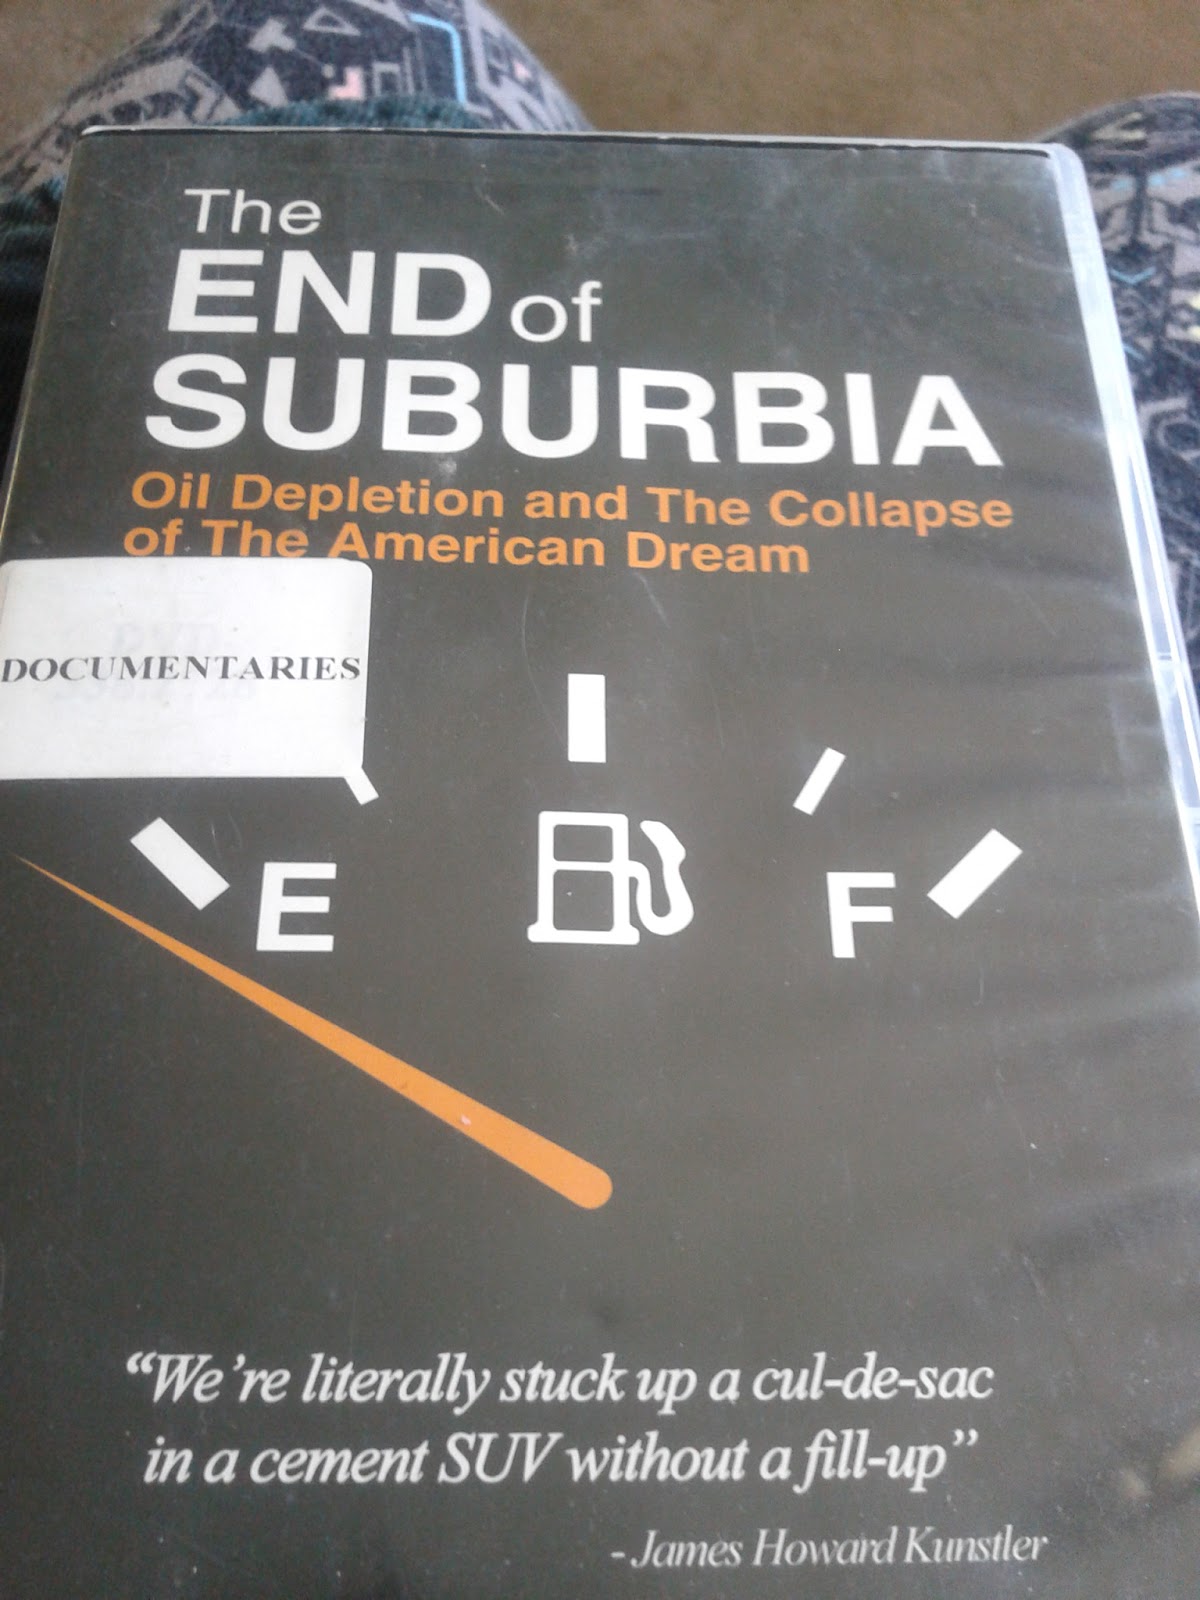 The
END of
SUBURBIA
Oil Depletion and The Collapse
of The American Dream
DOCUMENTARIES
E
F
“We’re literally stuck up a cul-de-sac
in a cement SUV without a fill-up”
- James Howard Kunstler